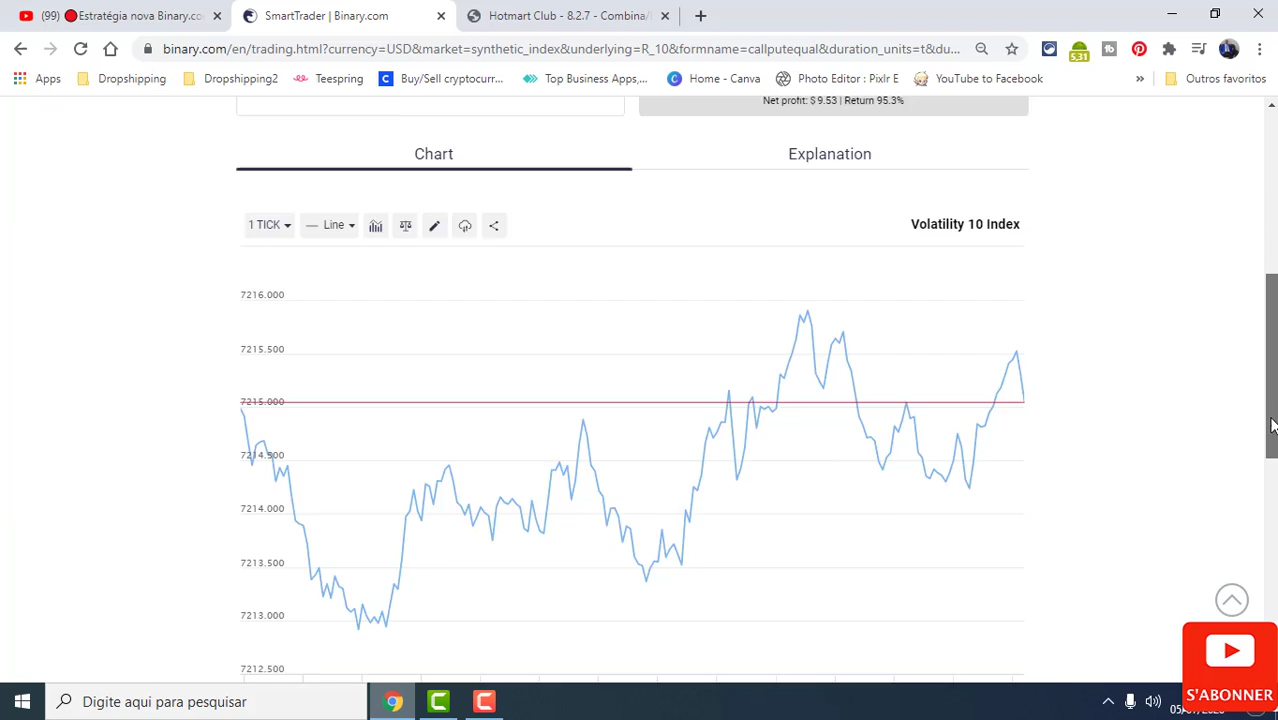 (99) 🔴Estratégia nova Binary.com
SmartTrader | Binary.com
Hotmart Club - 8.2.7 - Combina/
binary.com/en/trading.html?currency=USD&market=synthetic_index&underlying=R_10&formname=callputequal&duration_units=t&du...
5,31
Apps
Dropshipping
Dropshipping2
Teespring
Buy/Sell cryptocurr...
Top Business Apps,...
Home - Canva
Photo Editor : Pixlr E
YouTube to Facebook
»
Outros favoritos
Net profit: $ 9.53 | Return 95.3%
Chart
Explanation
1 TICK
Line
Volatility 10 Index
7216.000
7215.500
7215.000
7214.500
7214.000
7213.500
7213.000
7212.500
S'ABONNER
Digite aqui para pesquisar